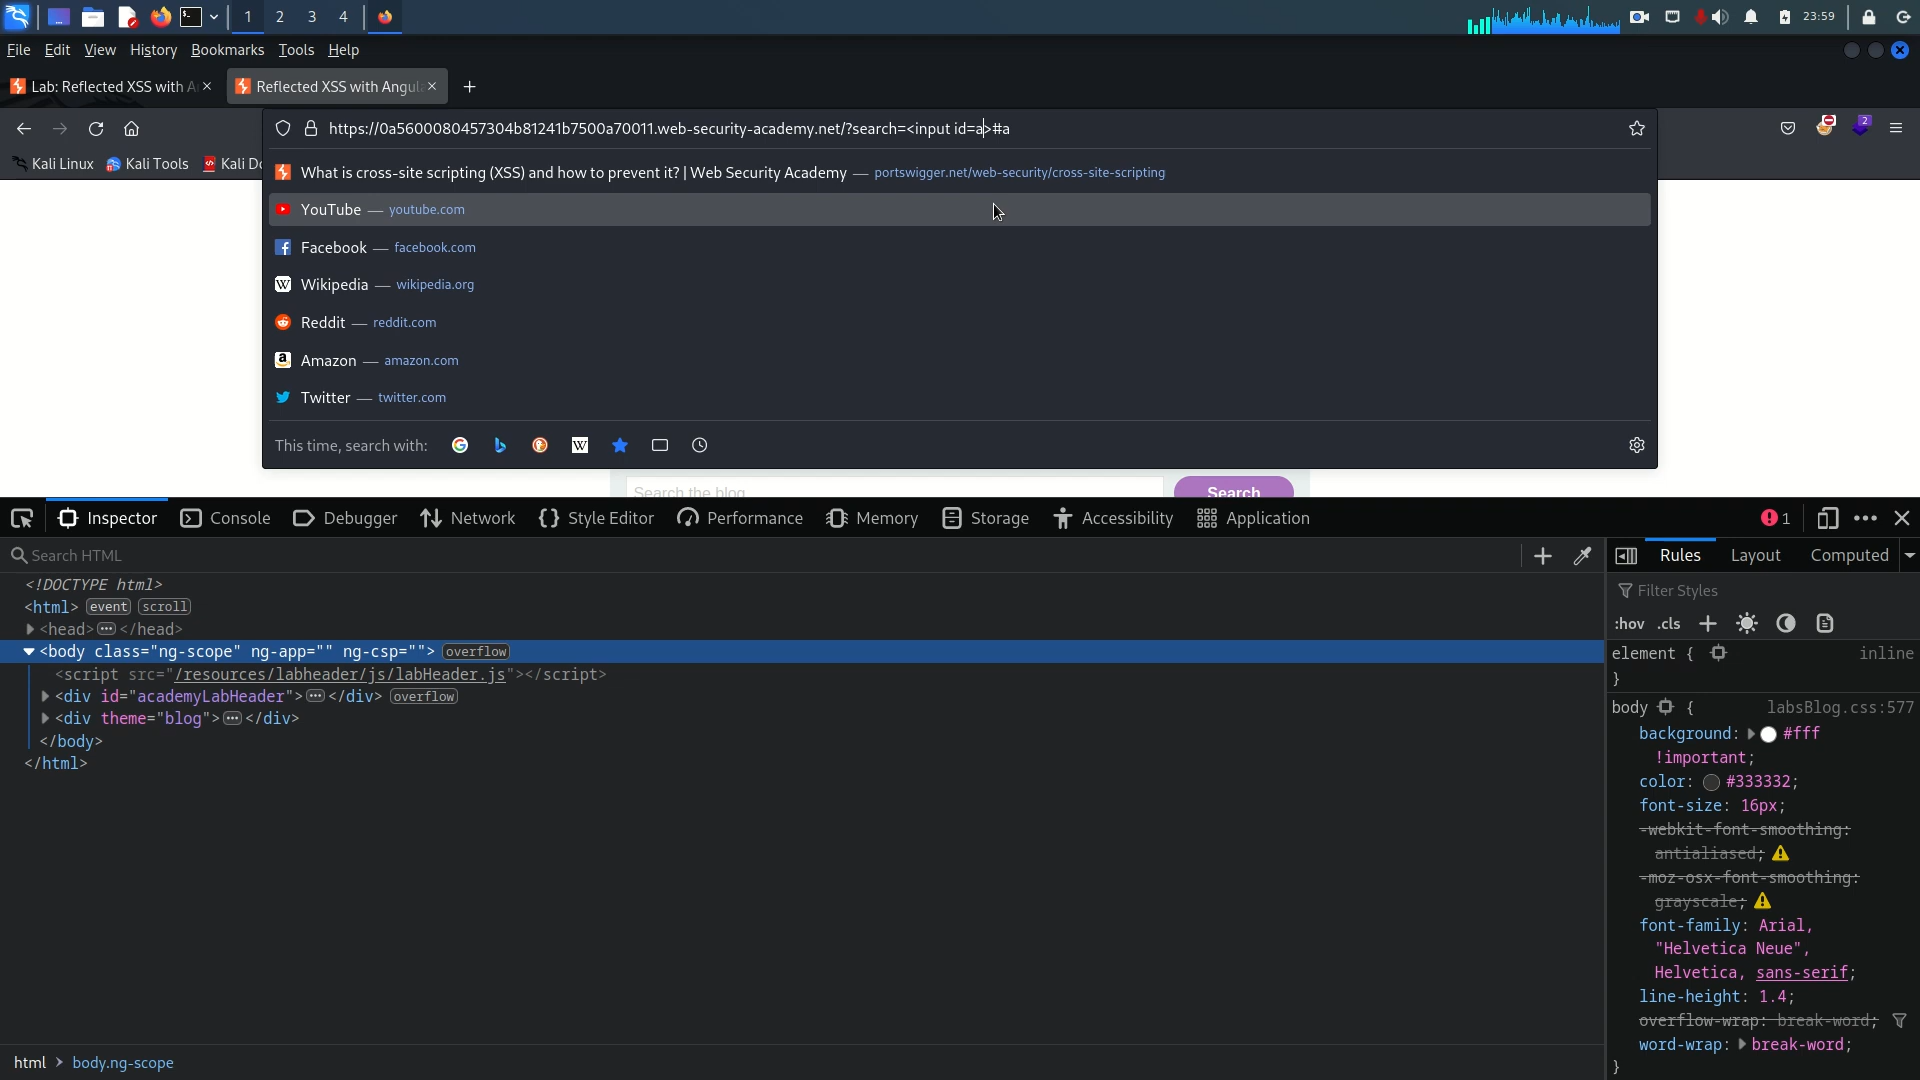 1 2 3 4 23:59
File Edit View History Bookmarks Tools Help
Lab: Reflected XSS with A Reflected XSS with Angul
https://0a5600080457304b81241b7500a70011.web-security-academy.net/?search=<input id=a>#a
2
Kali Linux Kali Tools Kali Do
What is cross-site scripting (XSS) and how to prevent it? | Web Security Academy — portswigger.net/web-security/cross-site-scripting
YouTube — youtube.com
Facebook — facebook.com
Wikipedia — wikipedia.org
Reddit — reddit.com
Amazon — amazon.com
Twitter — twitter.com
This time, search with:
Search the blog Search
Inspector Console Debugger Network Style Editor Performance Memory Storage Accessibility Application 1
Search HTML
<!DOCTYPE html>
<html> event scroll
<head> </head>
<body class="ng-scope" ng-app="" ng-csp=""> overflow
<script src="/resources/labheader/js/labHeader.js"></script>
<div id="academyLabHeader"> </div> overflow
<div theme="blog"> </div>
</body>
</html>
html > body.ng-scope
Rules Layout Computed
Filter Styles
:hov .cls
element { inline
}
body { labsBlog.css:577
background: #fff
!important;
color: #333332;
font-size: 16px;
-webkit-font-smoothing:
antialiased;
-moz-osx-font-smoothing:
grayscale;
font-family: Arial,
"Helvetica Neue",
Helvetica, sans-serif;
line-height: 1.4;
overflow-wrap: break-word;
word-wrap: break-word;
}